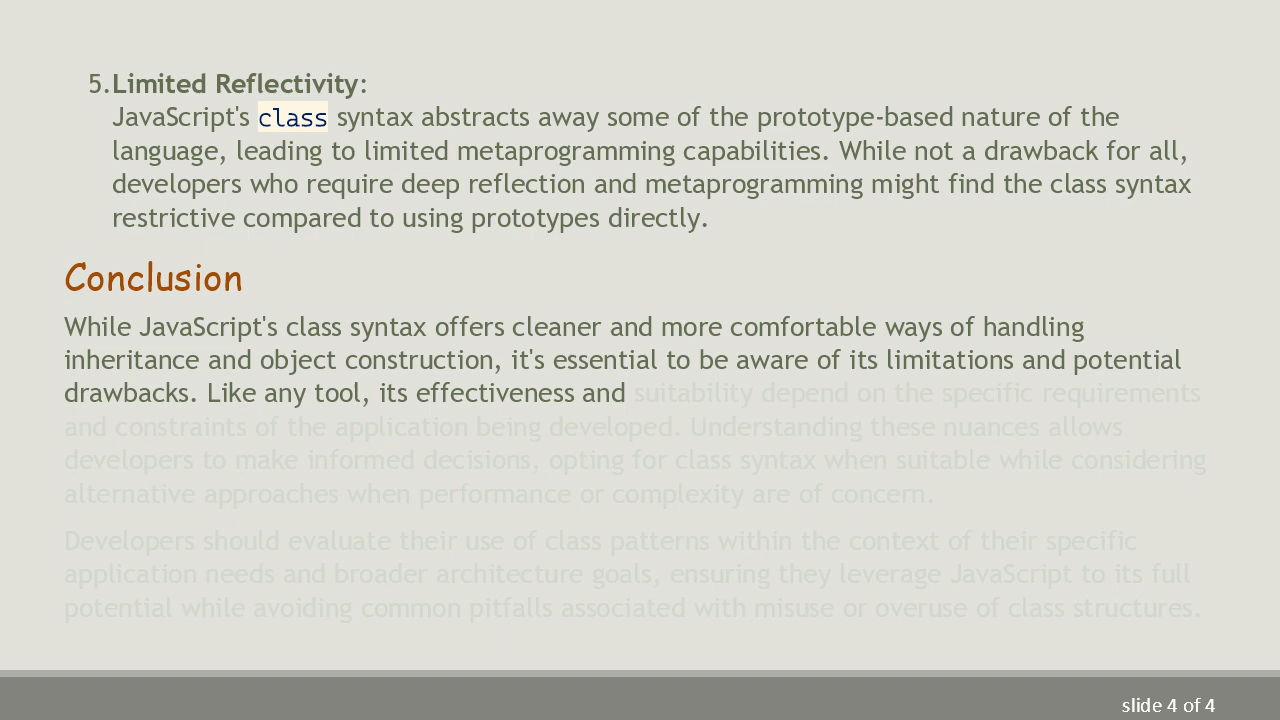 5.Limited Reflectivity:
JavaScript's class syntax abstracts away some of the prototype-based nature of the
language, leading to limited metaprogramming capabilities. While not a drawback for all,
developers who require deep reflection and metaprogramming might find the class syntax
restrictive compared to using prototypes directly.
Conclusion
While JavaScript's class syntax offers cleaner and more comfortable ways of handling
inheritance and object construction, it's essential to be aware of its limitations and potential
drawbacks. Like any tool, its effectiveness and suitability depend on the specific requirements
and constraints of the application being developed. Understanding these nuances allows
developers to make informed decisions, opting for class syntax when suitable while considering
alternative approaches when performance or complexity are of concern.
Developers should evaluate their use of class patterns within the context of their specific
application needs and broader architecture goals, ensuring they leverage JavaScript to its full
potential while avoiding common pitfalls associated with misuse or overuse of class structures.
slide 4 of 4